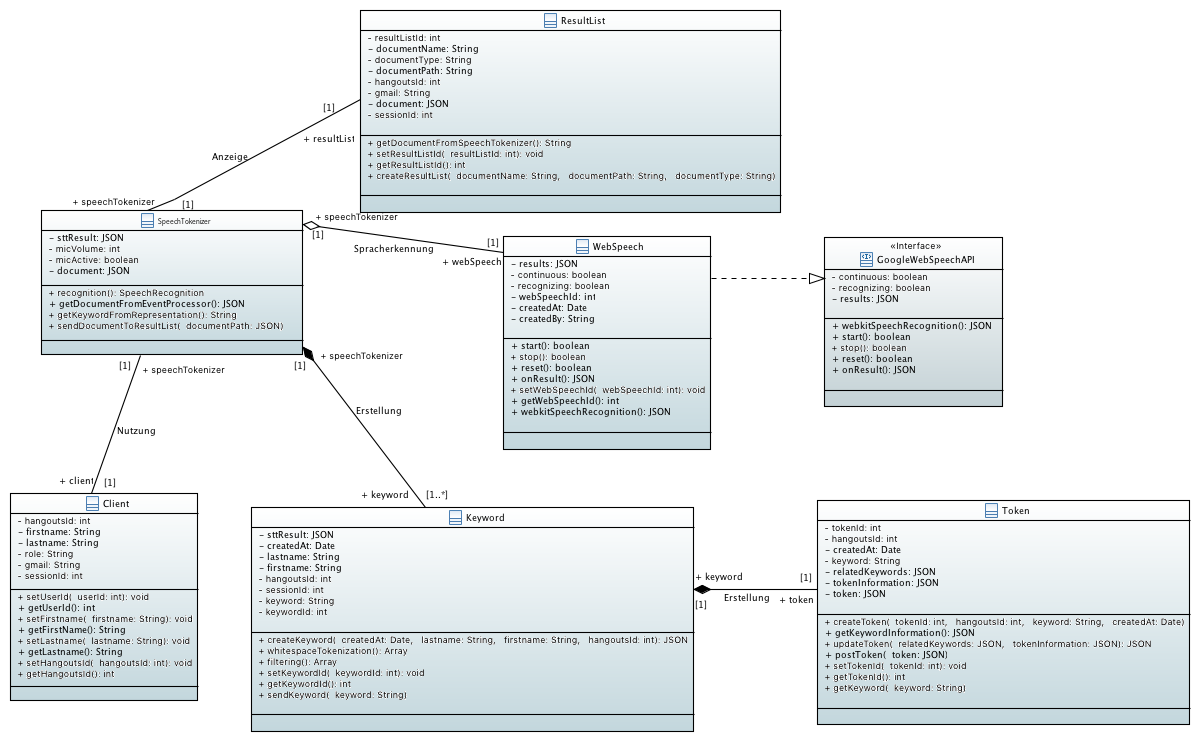 ResultList
- resultListId: int
- documentName: String
- documentType: String
- documentPath: String
- hangoutsId: int
- gmail: String
- document: JSON
- sessionId: int
+ getDocumentFromSpeechTokenizer(): String
+ setResultListId( resultListId: int): void
+ getResultListId(): int
+ createResultList( documentName: String, documentPath: String, documentType: String)
[1]
+ resultList
Anzeige
+ speechTokenizer
[1]
SpeechTokenizer
- sttResult: JSON
- micVolume: int
- micActive: boolean
- document: JSON
+ recognition(): SpeechRecognition
+ getDocumentFromEventProcessor(): JSON
+ getKeywordFromRepresentation(): String
+ sendDocumentToResultList( documentPath: JSON)
+ speechTokenizer
[1]
Spracherkennung
[1]
+ webSpeech
WebSpeech
- results: JSON
- continuous: boolean
- recognizing: boolean
- webSpeechId: int
- createdAt: Date
- createdBy: String
+ start(): boolean
+ stop(): boolean
+ reset(): boolean
+ onResult(): JSON
+ setWebSpeechId( webSpeechId: int): void
+ getWebSpeechId(): int
+ webkitSpeechRecognition(): JSON
«Interface»
GoogleWebSpeechAPI
- continuous: boolean
- recognizing: boolean
- results: JSON
+ webkitSpeechRecognition(): JSON
+ start(): boolean
+ stop(): boolean
+ reset(): boolean
+ onResult(): JSON
[1]
+ speechTokenizer
Nutzung
+ client
[1]
[1]
+ speechTokenizer
Erstellung
+ keyword
[1..*]
Client
- hangoutsId: int
- firstname: String
- lastname: String
- role: String
- gmail: String
- sessionId: int
+ setUserId( userId: int): void
+ getUserId(): int
+ setFirstname( firstname: String): void
+ getFirstName(): String
+ setLastname( lastname: String): void
+ getLastname(): String
+ setHangoutsId( hangoutsId: int): void
+ getHangoutsId(): int
Keyword
- sttResult: JSON
- createdAt: Date
- lastname: String
- firstname: String
- hangoutsId: int
- sessionId: int
- keyword: String
- keywordId: int
+ createKeyword( createdAt: Date, lastname: String, firstname: String, hangoutsId: int): JSON
+ whitespaceTokenization(): Array
+ filtering(): Array
+ setKeywordId( keywordId: int): void
+ getKeywordId(): int
+ sendKeyword( keyword: String)
+ keyword
[1]
Erstellung
[1]
+ token
Token
- tokenId: int
- hangoutsId: int
- createdAt: Date
- keyword: String
- relatedKeywords: JSON
- tokenInformation: JSON
- token: JSON
+ createToken( tokenId: int, hangoutsId: int, keyword: String, createdAt: Date)
+ getKeywordInformation(): JSON
+ updateToken( relatedKeywords: JSON, tokenInformation: JSON): JSON
+ postToken( token: JSON)
+ setTokenId( tokenId: int): void
+ getTokenId(): int
+ getKeyword( keyword: String)